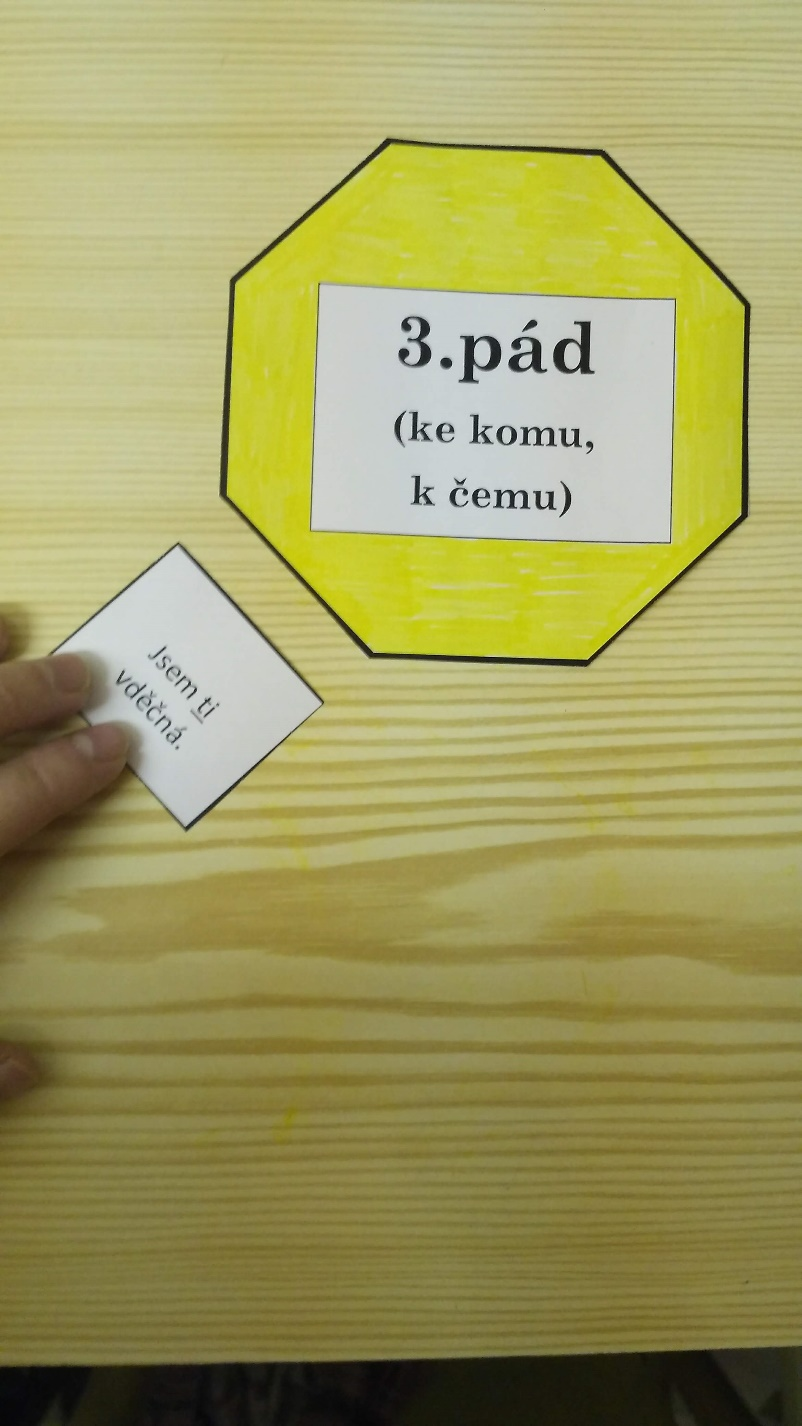 3.pád
(ke komu,
k čemu)
Jsem ti
vděčná.